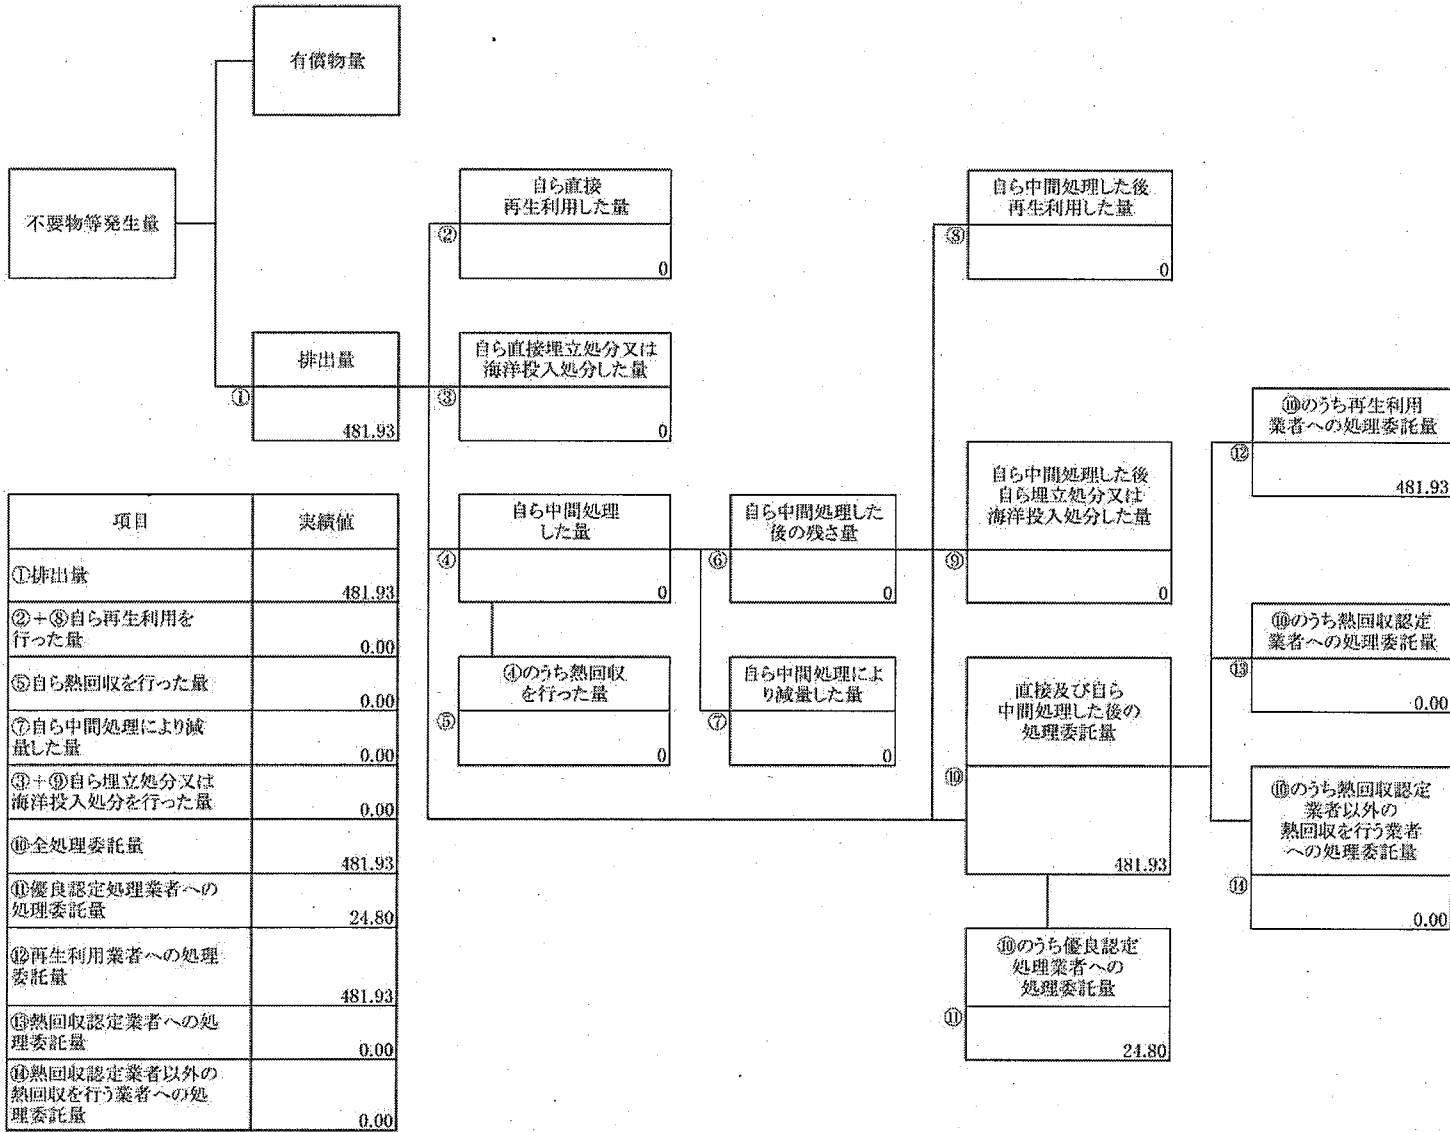 有償物量
不要物等発生量
排出量
①
481.93
自ら直接
再生利用した量
②
0
自ら直接埋立処分又は
海洋投入処分した量
③
0
自ら中間処理
した量
④
0
④のうち熱回収
を行った量
⑤
0
自ら中間処理した
後の残さ量
⑥
0
自ら中間処理によ
り減量した量
⑦
0
自ら中間処理した後
再生利用した量
⑧
0
自ら中間処理した後
自ら埋立処分又は
海洋投入処分した量
⑨
0
直接及び自ら
中間処理した後の
処理委託量
⑩
481.93
⑩のうち優良認定
処理業者への
処理委託量
⑪
24.80
⑩のうち再生利用
業者への処理委託量
⑫
481.93
⑩のうち熱回収認定
業者への処理委託量
⑬
0.00
⑩のうち熱回収認定
業者以外の
熱回収を行う業者
への処理委託量
⑭
0.00
項目 実績値
①排出量
481.93
②+⑧自ら再生利用を
行った量
0.00
⑤自ら熱回収を行った量
0.00
⑦自ら中間処理により減
量した量
0.00
③+⑨自ら埋立処分又は
海洋投入処分を行った量
0.00
⑩全処理委託量
481.93
⑪優良認定処理業者への
処理委託量
24.80
⑫再生利用業者への処理
委託量
481.93
⑬熱回収認定業者への処
理委託量
0.00
⑭熱回収認定業者以外の
熱回収を行う業者への処
理委託量
0.00